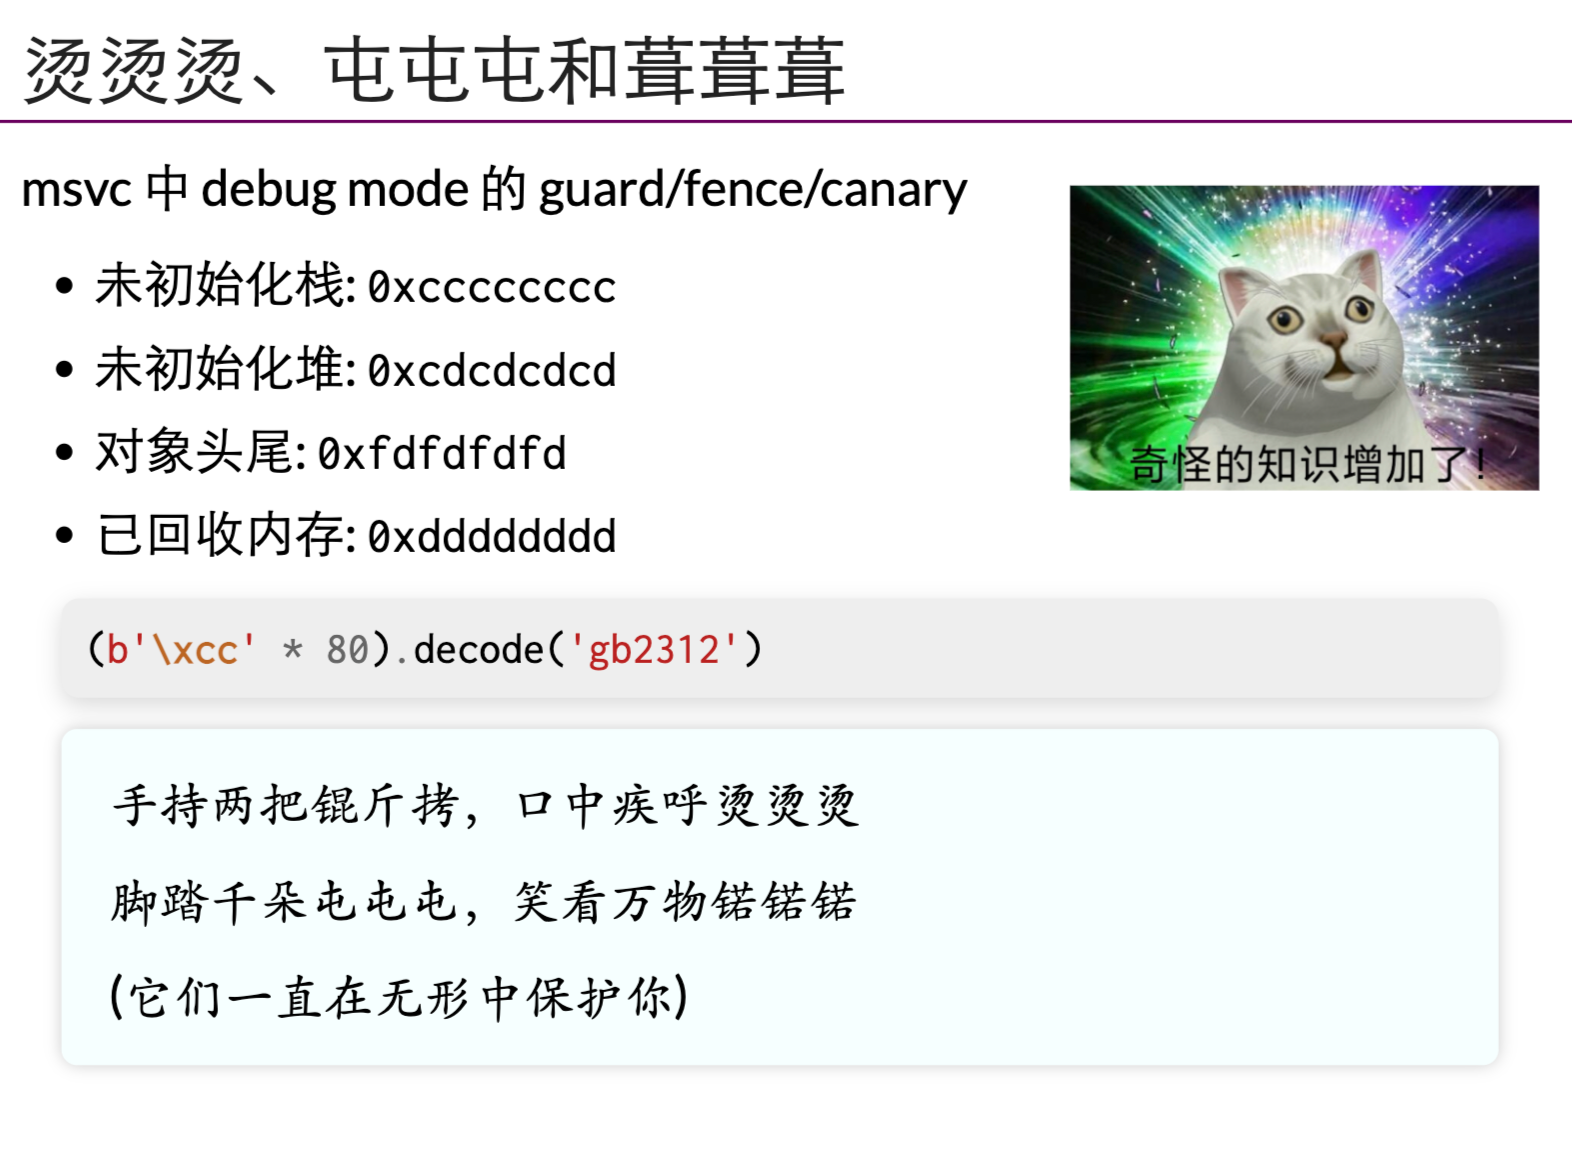 烫烫烫、屯屯屯和葺葺葺
msvc 中 debug mode 的 guard/fence/canary
• 未初始化栈: 0xcccccccc
• 未初始化堆: 0xcdcdcdcd
• 对象头尾: 0xfdfdfdfd
• 已回收内存: 0xdddddddd
奇怪的知识增加了!
(b'\xcc' * 80).decode('gb2312')
手持两把锟斤拷，口中疾呼烫烫烫
脚踏千朵屯屯屯，笑看万物锘锘锘
(它们一直在无形中保护你)